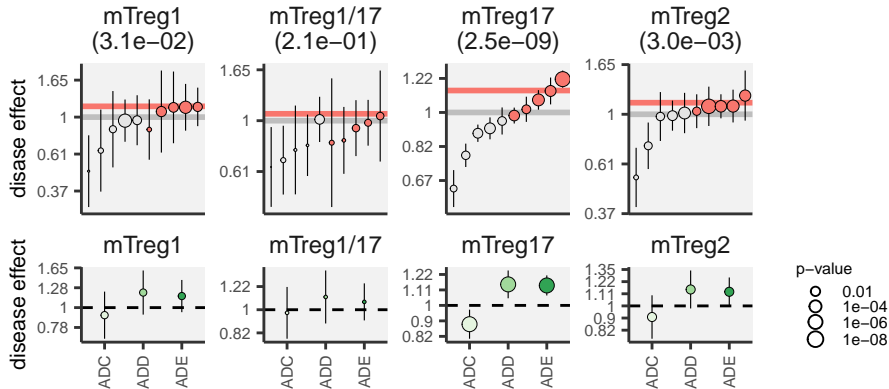 mTreg1
(3.1e−02)
mTreg1/17
(2.1e−01)
mTreg17
(2.5e−09)
mTreg2
(3.0e−03)
disase effect
1.65
1
0.61
0.37
1.65
1
0.61
1.22
1
0.82
0.67
1.65
1
0.61
0.37
mTreg1
mTreg1/17
mTreg17
mTreg2
disease effect
1.65
1.28
1
0.78
1.22
1
0.82
1.22
1.11
1
0.9
0.82
1.35
1.22
1.11
1
0.9
0.82
ADC
ADD
ADE
ADC
ADD
ADE
ADC
ADD
ADE
ADC
ADD
ADE
p−value
0.01
1e−04
1e−06
1e−08